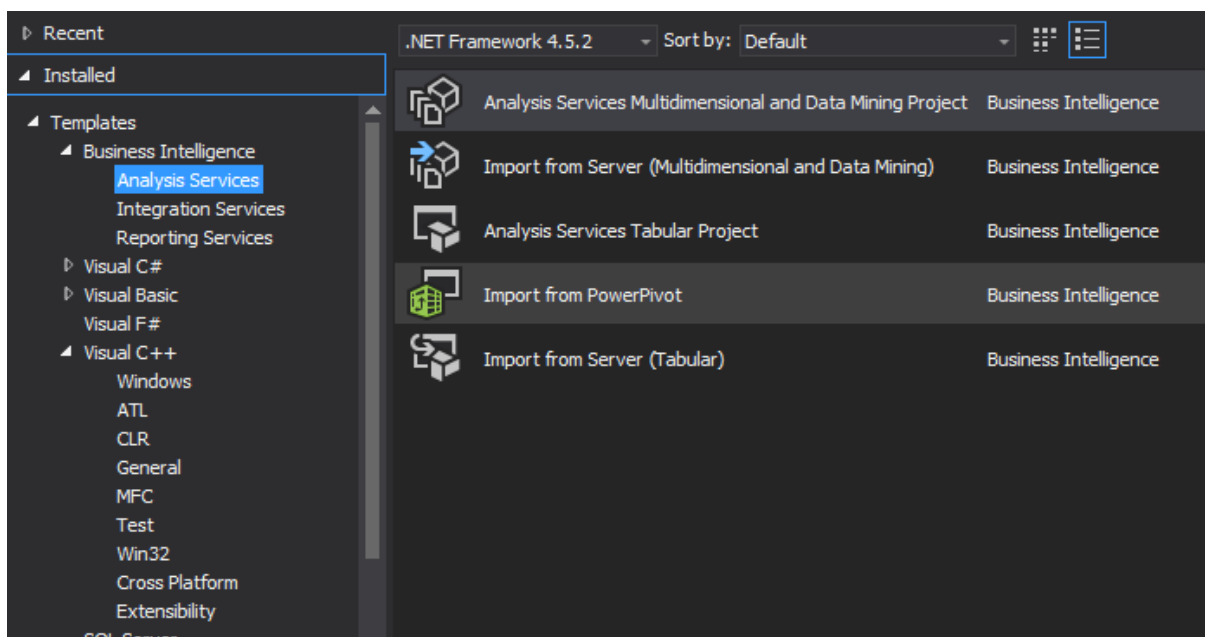 Recent
Installed
Templates
Business Intelligence
Analysis Services
Integration Services
Reporting Services
Visual C#
Visual Basic
Visual F#
Visual C++
Windows
ATL
CLR
General
MFC
Test
Win32
Cross Platform
Extensibility
SQL Server
.NET Framework 4.5.2 Sort by: Default
Analysis Services Multidimensional and Data Mining Project Business Intelligence
Import from Server (Multidimensional and Data Mining) Business Intelligence
Analysis Services Tabular Project Business Intelligence
Import from PowerPivot Business Intelligence
Import from Server (Tabular) Business Intelligence